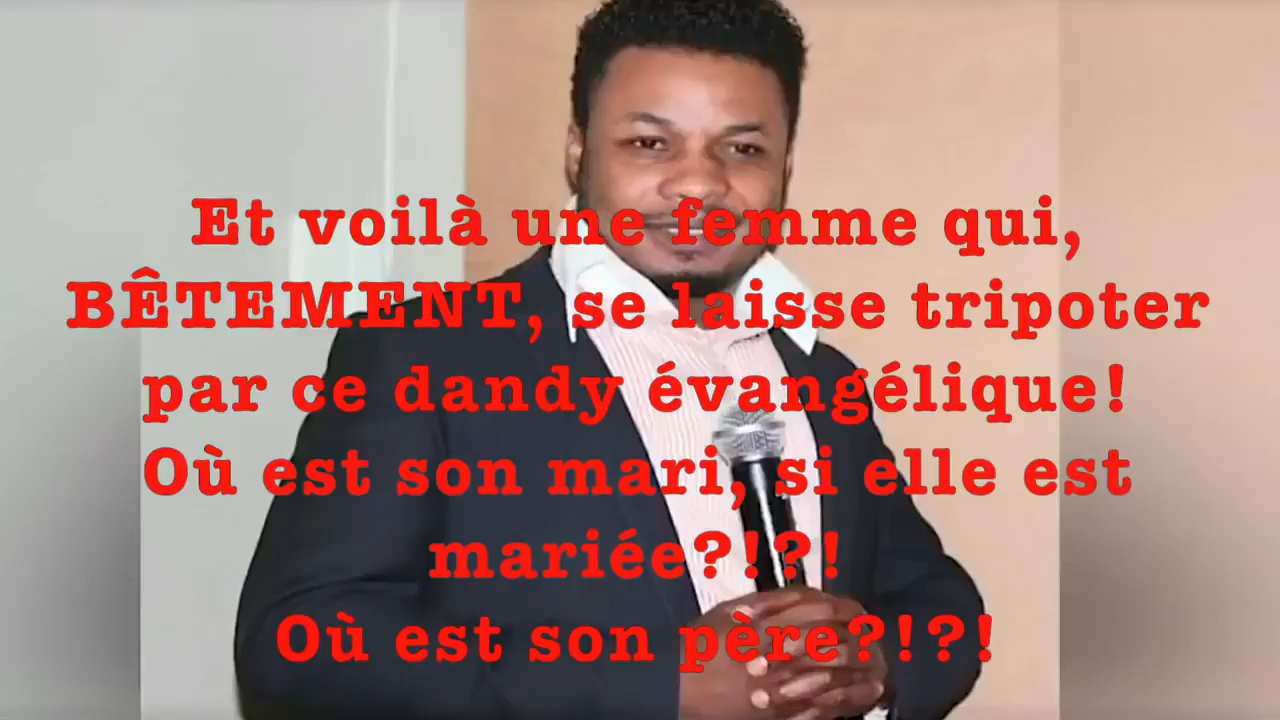 Et voilà une femme qui,
BÊTEMENT, se laisse tripoter
par ce dandy évangélique!
Où est son mari, si elle est
mariée?!?!
Où est son père?!?!